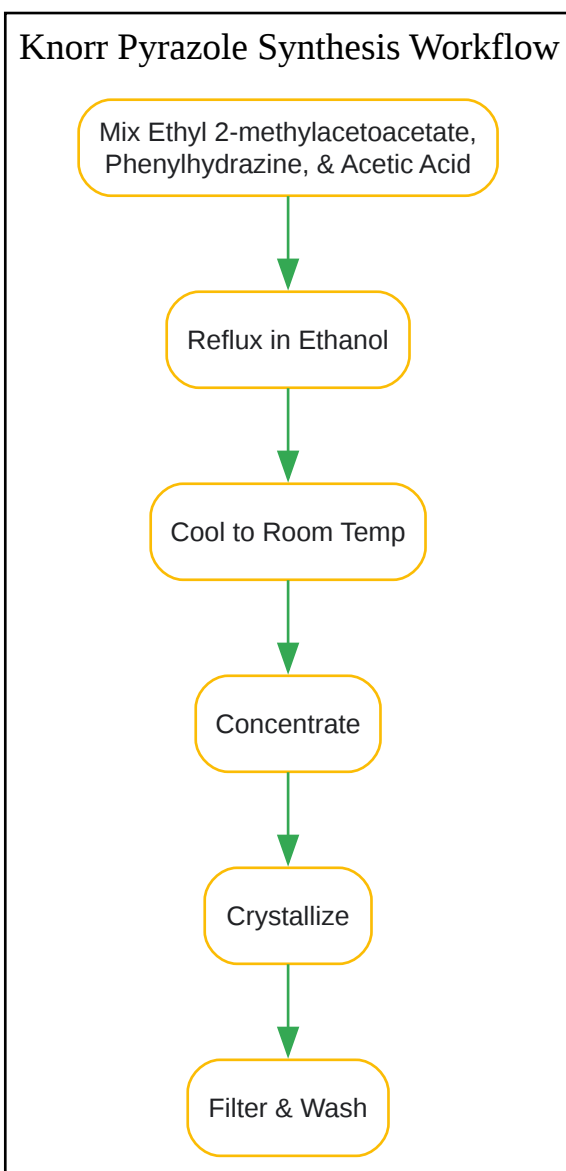 Knorr Pyrazole Synthesis Workflow
Mix Ethyl 2-methylacetoacetate,
Phenylhydrazine, & Acetic Acid
Reflux in Ethanol
Cool to Room Temp
Concentrate
Crystallize
Filter & Wash